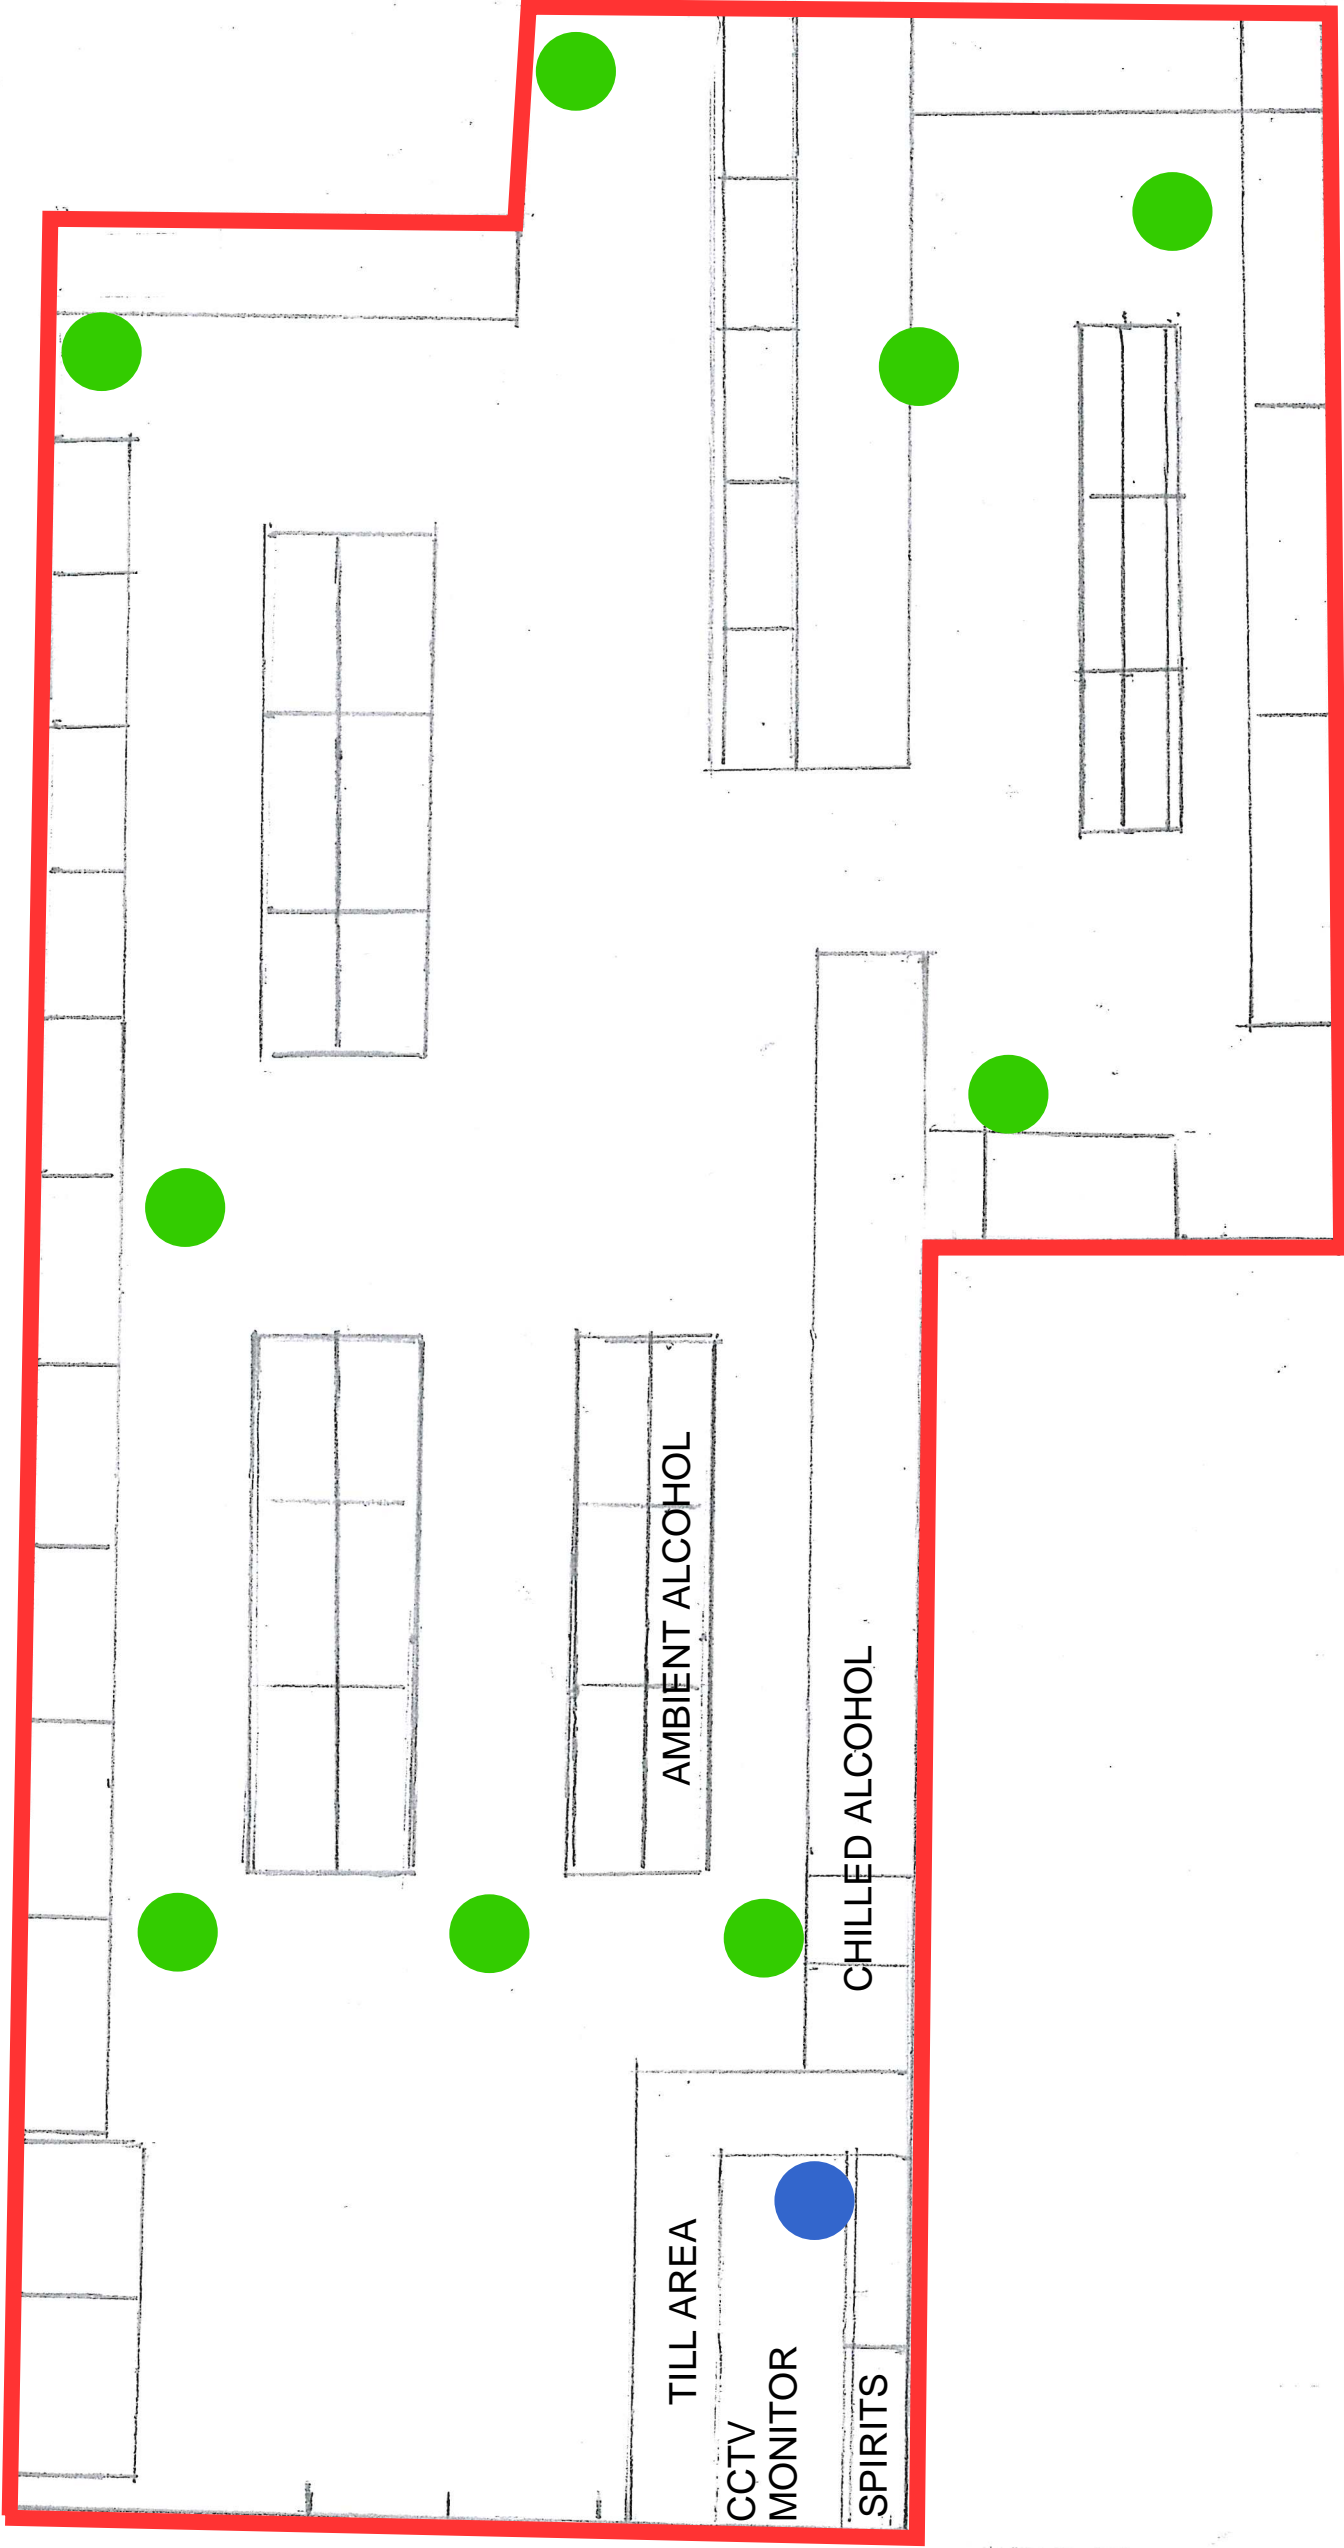 AMBIENT ALCOHOL
CHILLED ALCOHOL
TILL AREA
CCTV
MONITOR
SPIRITS